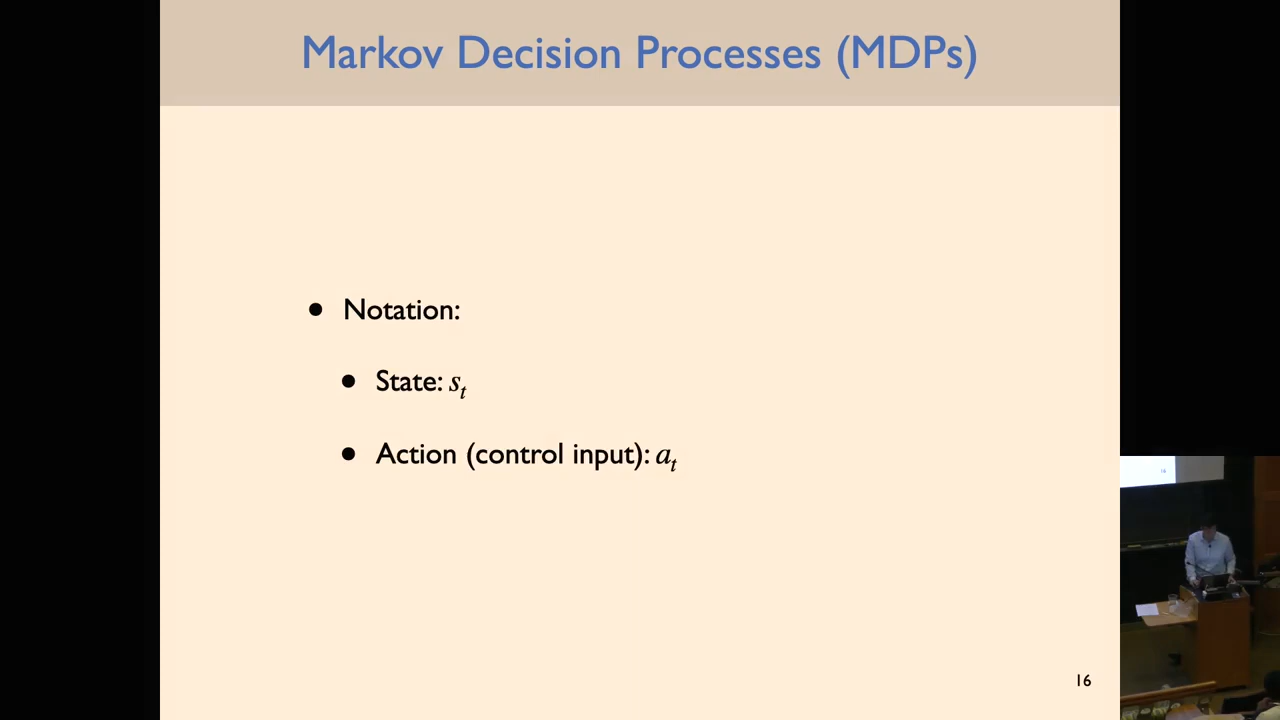 Markov Decision Processes (MDPs)
• Notation:
• State: s_t
• Action (control input): a_t
16